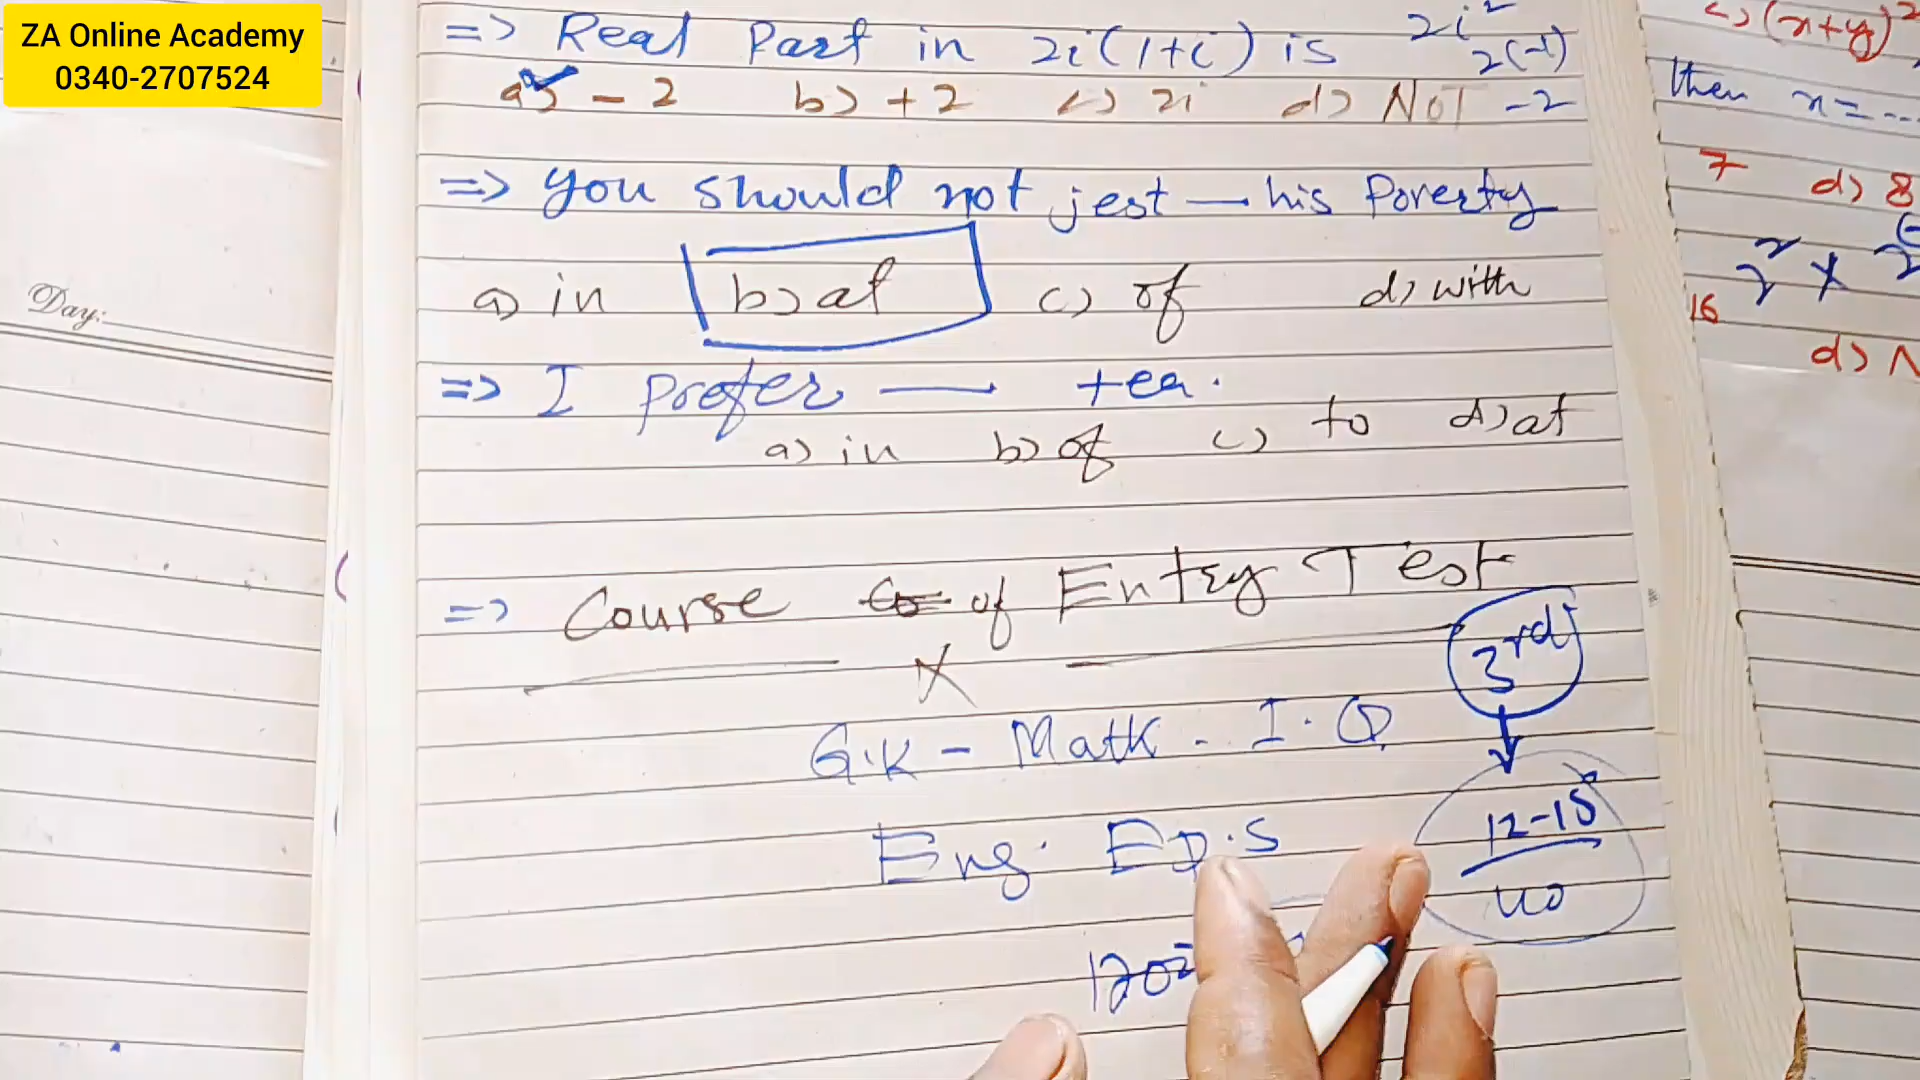 ZA Online Academy
0340-2707524
=> Real Part in 2i(1+i) is 2i²
2(-1)
a) -2 b) +2 c) 2i d) NOT -2
=> You should not jest — his Poverty
a) in b) at c) of d) with
=> I prefer — tea.
a) in b) of c) to d) at
=> Course of Entry Test
X
3rd
G.K - Math - I.Q
12-15
Eng. ED.S
40
Day:
c) (x+y)²
then x = ...
7 d) 8
16
d) N